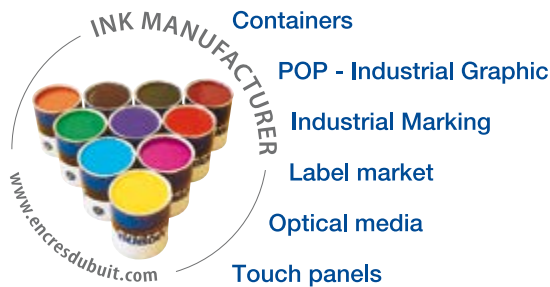 INK MANUFACTURER
www.encresdubuit.com
Containers
POP - Industrial Graphic
Industrial Marking
Label market
Optical media
Touch panels